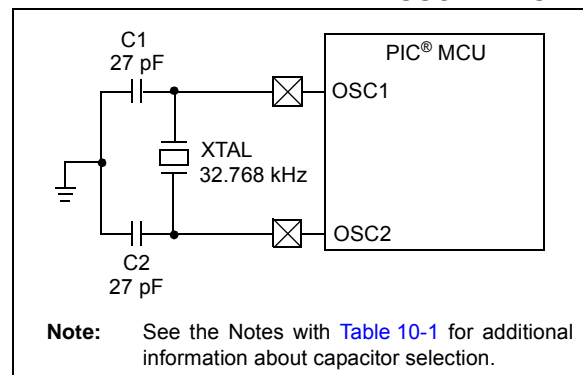 C1
27 pF
PIC® MCU
OSC1
XTAL
32.768 kHz
OSC2
C2
27 pF
Note: See the Notes with Table 10-1 for additional
information about capacitor selection.